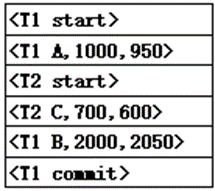 <T1 start>
<T1 A,1000,950>
<T2 start>
<T2 C,700,600>
<T1 B,2000,2050>
<T1 commit>